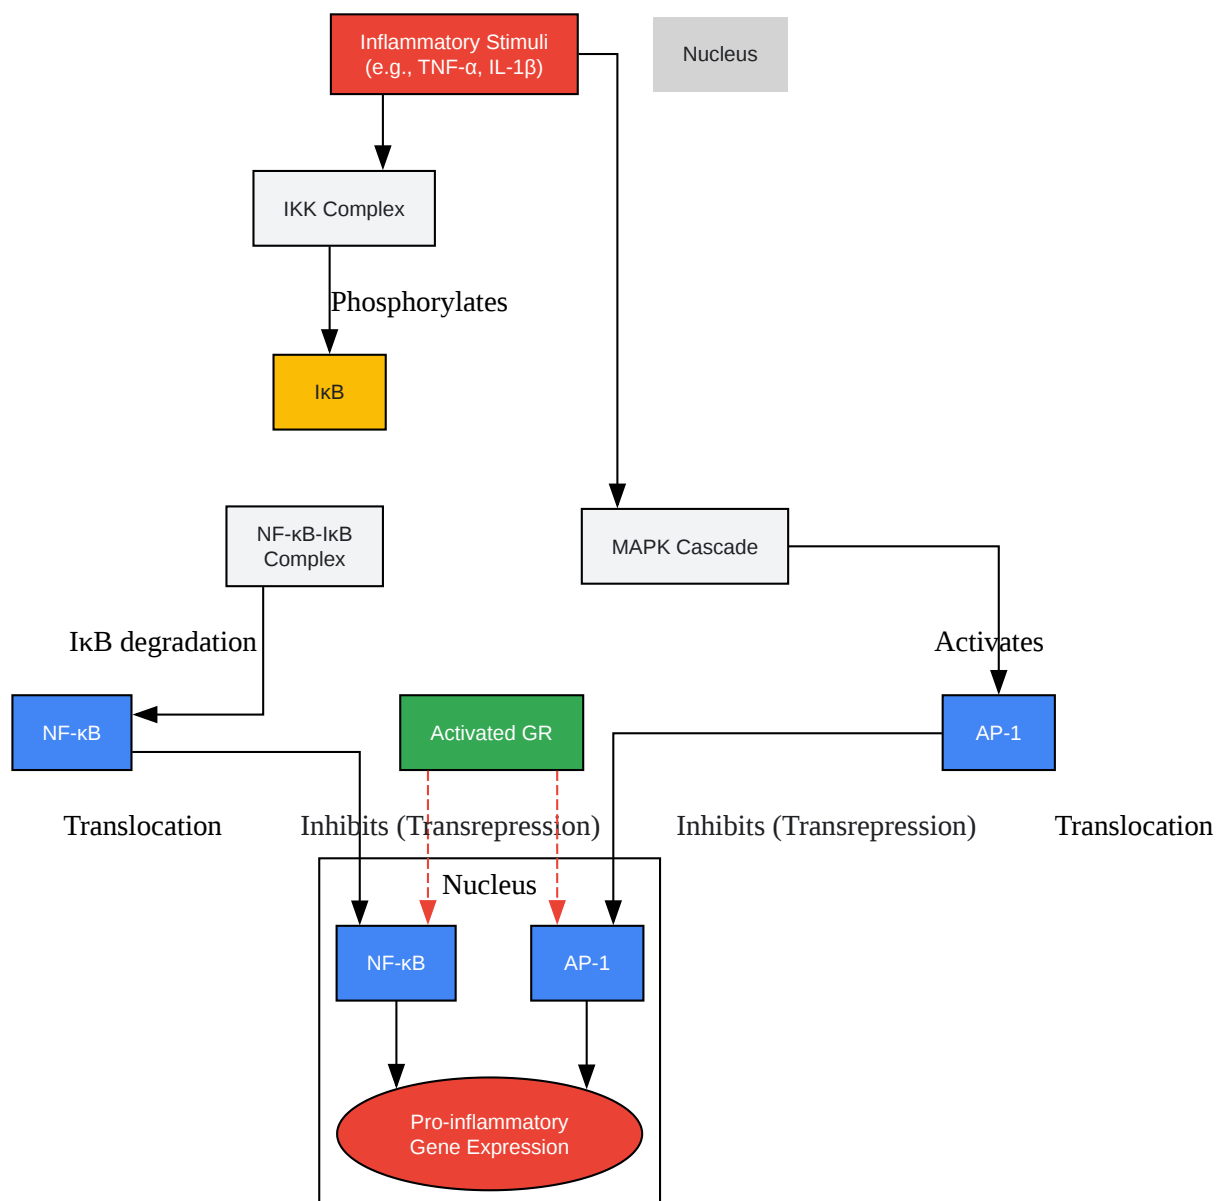 Inflammatory Stimuli
(e.g., TNF-α, IL-1β)
Nucleus
IKK Complex
Phosphorylates
IκB
NF-κB-IκB
Complex
MAPK Cascade
IκB degradation
Activates
NF-κB
Activated GR
AP-1
Translocation
Inhibits (Transrepression)
Inhibits (Transrepression)
Translocation
Nucleus
NF-κB
AP-1
Pro-inflammatory
Gene Expression